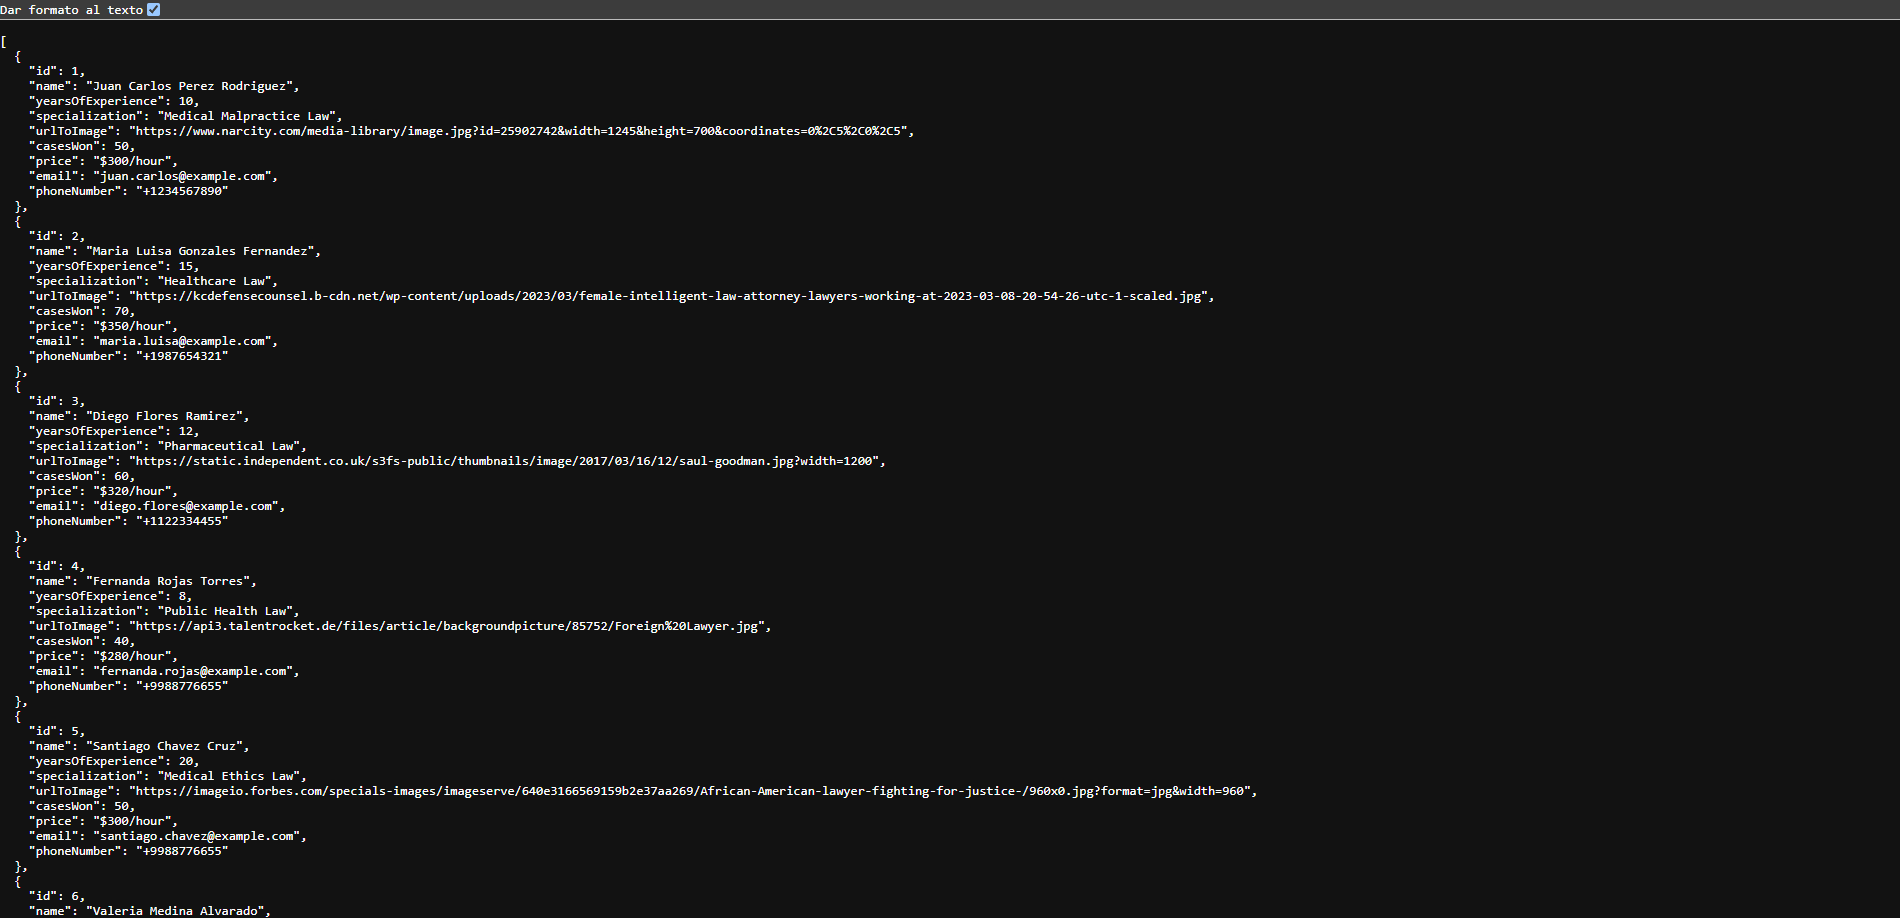 Dar formato al texto
[
  {
    "id": 1,
    "name": "Juan Carlos Perez Rodriguez",
    "yearsOfExperience": 10,
    "specialization": "Medical Malpractice Law",
    "urlToImage": "https://www.narcity.com/media-library/image.jpg?id=25902742&width=1245&height=700&coordinates=0%2C5%2C0%2C5",
    "casesWon": 50,
    "price": "$300/hour",
    "email": "juan.carlos@example.com",
    "phoneNumber": "+1234567890"
  },
  {
    "id": 2,
    "name": "Maria Luisa Gonzales Fernandez",
    "yearsOfExperience": 15,
    "specialization": "Healthcare Law",
    "urlToImage": "https://kcdefensecounsel.b-cdn.net/wp-content/uploads/2023/03/female-intelligent-law-attorney-lawyers-working-at-2023-03-08-20-54-26-utc-1-scaled.jpg",
    "casesWon": 70,
    "price": "$350/hour",
    "email": "maria.luisa@example.com",
    "phoneNumber": "+1987654321"
  },
  {
    "id": 3,
    "name": "Diego Flores Ramirez",
    "yearsOfExperience": 12,
    "specialization": "Pharmaceutical Law",
    "urlToImage": "https://static.independent.co.uk/s3fs-public/thumbnails/image/2017/03/16/12/saul-goodman.jpg?width=1200",
    "casesWon": 60,
    "price": "$320/hour",
    "email": "diego.flores@example.com",
    "phoneNumber": "+1122334455"
  },
  {
    "id": 4,
    "name": "Fernanda Rojas Torres",
    "yearsOfExperience": 8,
    "specialization": "Public Health Law",
    "urlToImage": "https://api3.talentrocket.de/files/article/backgroundpicture/85752/Foreign%20Lawyer.jpg",
    "casesWon": 40,
    "price": "$280/hour",
    "email": "fernanda.rojas@example.com",
    "phoneNumber": "+9988776655"
  },
  {
    "id": 5,
    "name": "Santiago Chavez Cruz",
    "yearsOfExperience": 20,
    "specialization": "Medical Ethics Law",
    "urlToImage": "https://imageio.forbes.com/specials-images/imageserve/640e3166569159b2e37aa269/African-American-lawyer-fighting-for-justice-/960x0.jpg?format=jpg&width=960",
    "casesWon": 50,
    "price": "$300/hour",
    "email": "santiago.chavez@example.com",
    "phoneNumber": "+9988776655"
  },
  {
    "id": 6,
    "name": "Valeria Medina Alvarado",